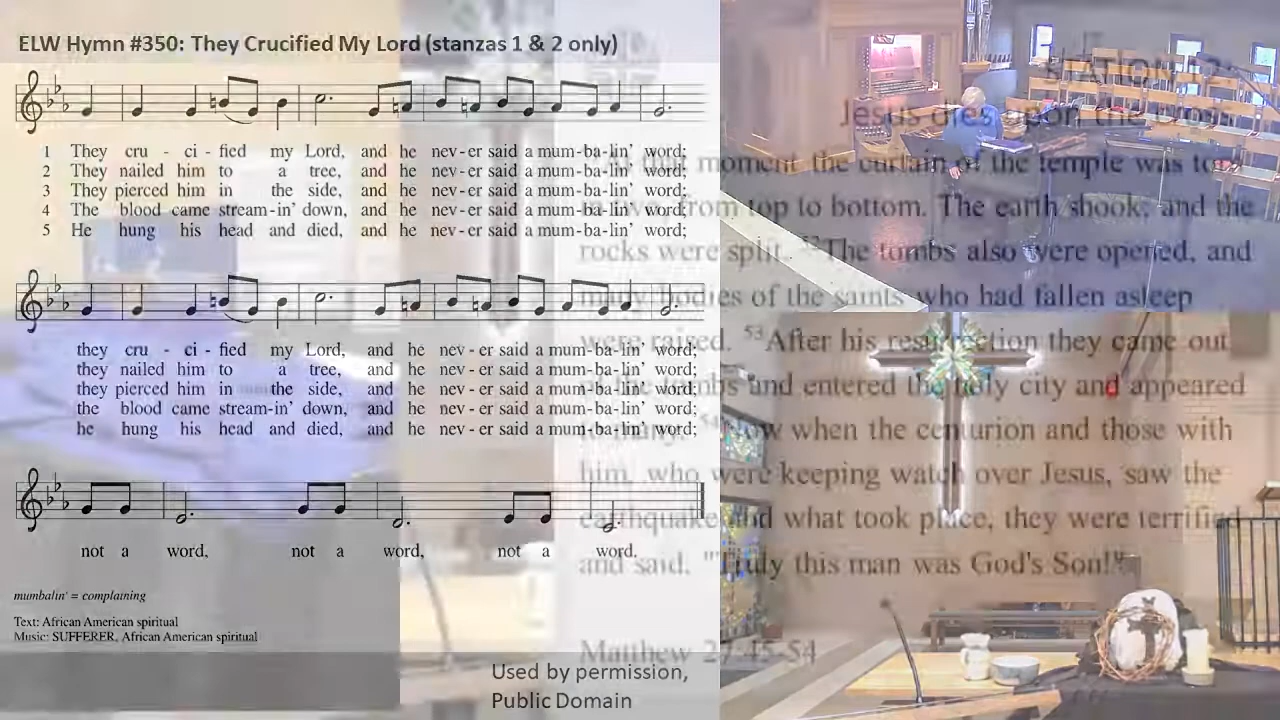 ELW Hymn #350: They Crucified My Lord (stanzas 1 & 2 only)
1 They cru - ci - fied my Lord, and he nev - er said a mum - ba - lin' word;
2 They nailed him to a tree, and he nev - er said a mum - ba - lin' word;
3 They pierced him in the side, and he nev - er said a mum - ba - lin' word;
4 The blood came stream - in' down, and he nev - er said a mum - ba - lin' word;
5 He hung his head and died, and he nev - er said a mum - ba - lin' word;
they cru - ci - fied my Lord, and he nev - er said a mum - ba - lin' word;
they nailed him to a tree, and he nev - er said a mum - ba - lin' word;
they pierced him in the side, and he nev - er said a mum - ba - lin' word;
the blood came stream - in' down, and he nev - er said a mum - ba - lin' word;
he hung his head and died, and he nev - er said a mum - ba - lin' word;
not a word, not a word, not a word.
mumbalin' = complaining
Text: African American spiritual
Music: SUFFERER, African American spiritual
Used by permission,
Public Domain
STATION
Jesus dies upon the cross
that moment the curtain of the temple was
from top to bottom. The earth shook, and the
rocks were split. The tombs also were opened, and
many bodies of the saints who had fallen asleep
were raised. 53 After his resurrection they came out
and entered the holy city and appeared
Now when the centurion and those with
him, who were keeping watch over Jesus, saw the
earthquake and what took place, they were terrified
and said, "Truly this man was God's Son!"
Matthew 27:45-54